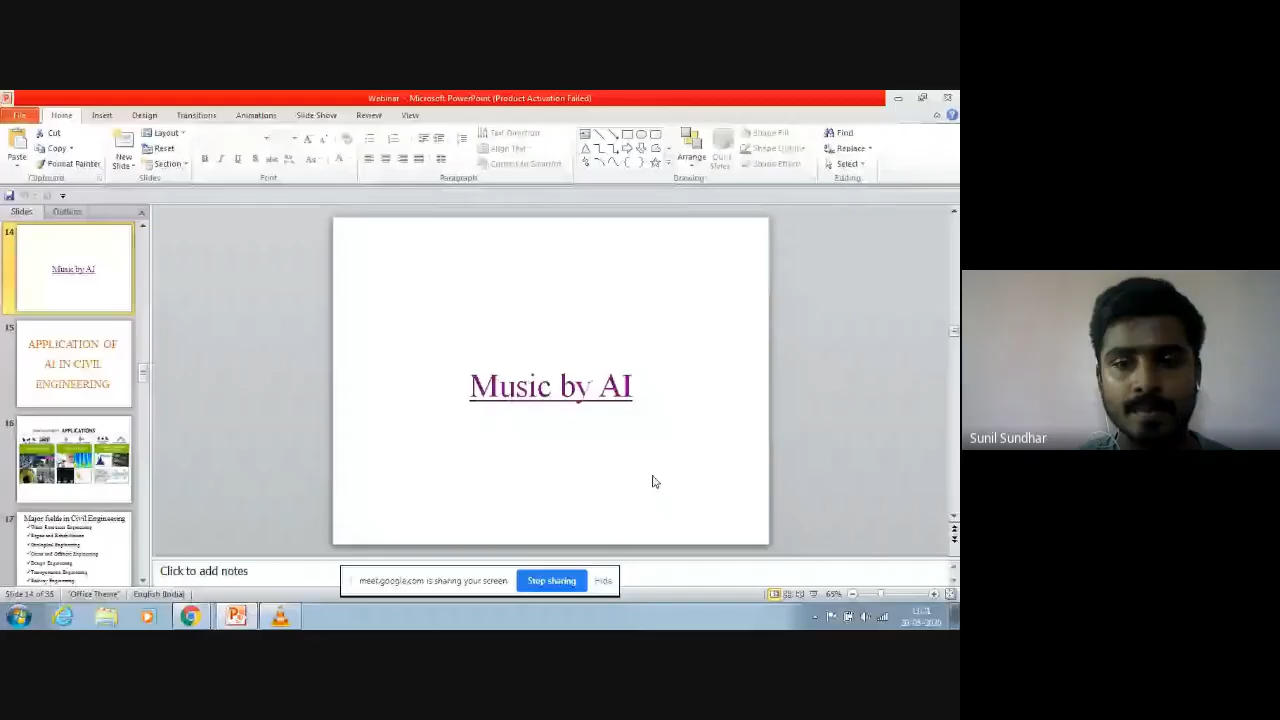 Webinar - Microsoft PowerPoint (Product Activation Failed)
File Home Insert Design Transitions Animations Slide Show Review View
Cut
Copy
Format Painter
Paste
Clipboard
New
Slide
Layout
Reset
Section
Slides
Font
Text Direction
Align Text
Convert to SmartArt
Paragraph
Arrange
Quick
Styles
Shape Fill
Shape Outline
Shape Effects
Drawing
Find
Replace
Select
Editing
Slides Outline
14
Music by AI
15
APPLICATION OF
AI IN CIVIL
ENGINEERING
16
APPLICATIONS
17
Major fields in Civil Engineering
Music by AI
Click to add notes
meet.google.com is sharing your screen Stop sharing Hide
Slide 14 of 35 "Office Theme" English (India) 65%
Sunil Sundhar